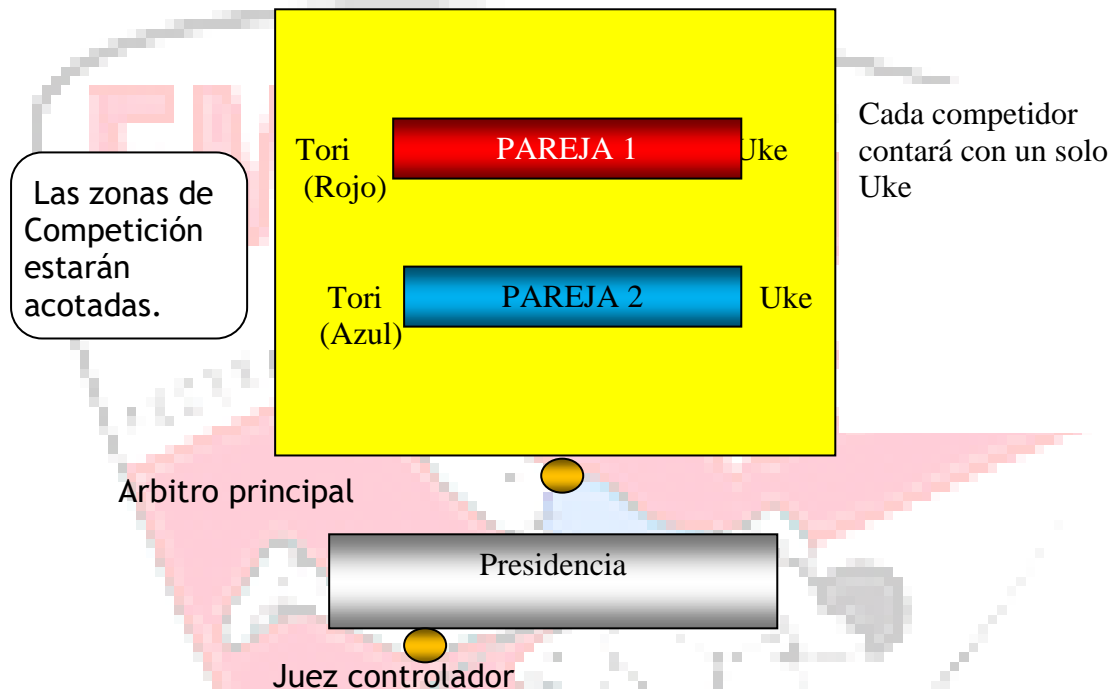 Cada competidor
contará con un solo
Uke
Tori
(Rojo)
PAREJA 1
Uke
Las zonas de
Competición
estarán
acotadas.
Tori
(Azul)
PAREJA 2
Uke
Arbitro principal
Presidencia
Juez controlador